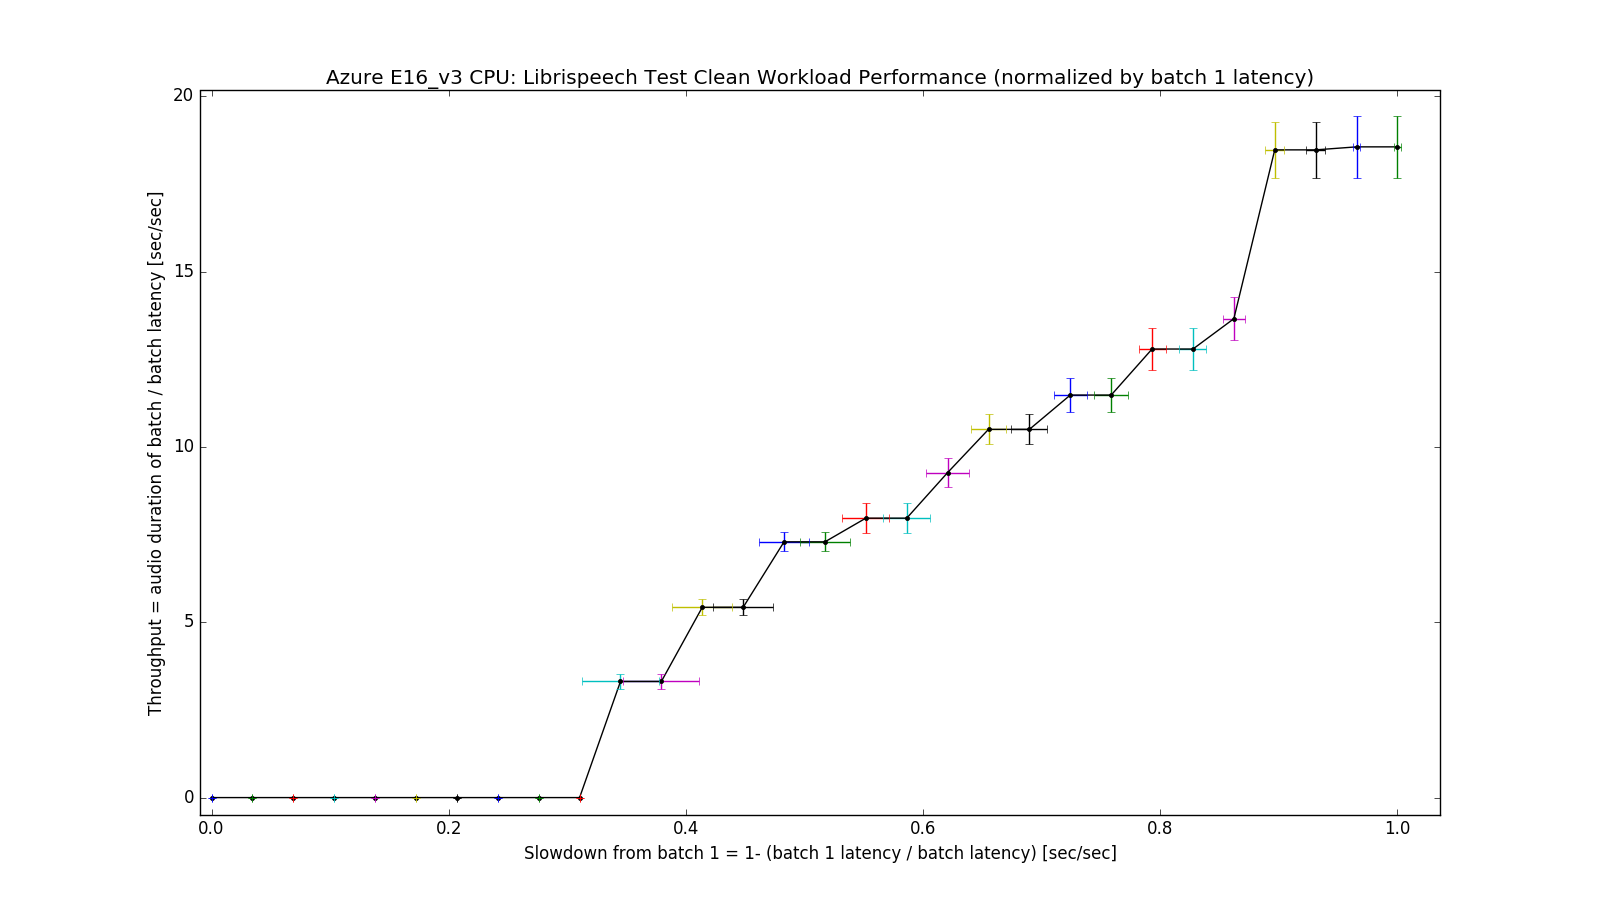 Azure E16_v3 CPU: Librispeech Test Clean Workload Performance (normalized by batch 1 latency)
Throughput = audio duration of batch / batch latency [sec/sec]
20
15
10
5
0
0.0 0.2 0.4 0.6 0.8 1.0
Slowdown from batch 1 = 1- (batch 1 latency / batch latency) [sec/sec]